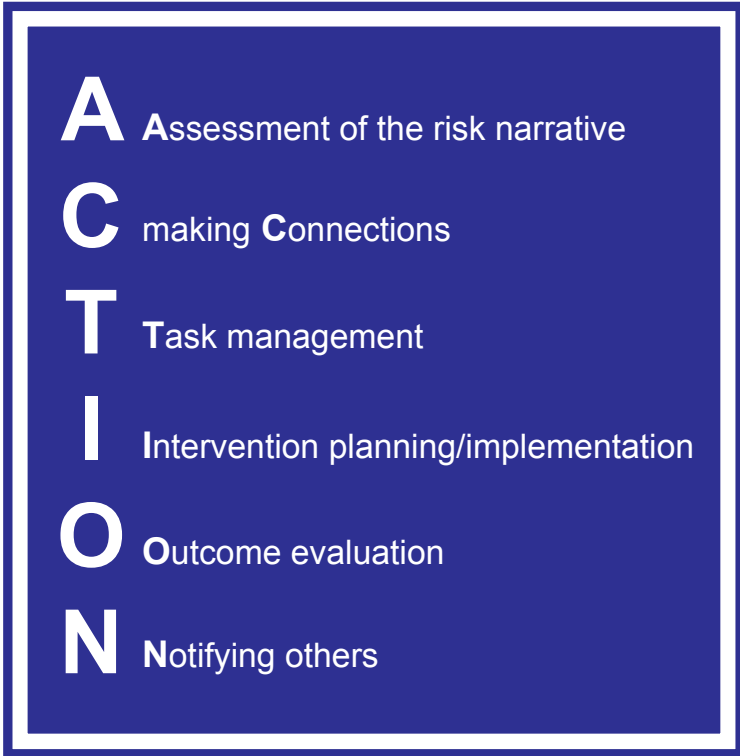 A Assessment of the risk narrative
C making Connections
T Task management
I Intervention planning/implementation
O Outcome evaluation
N Notifying others